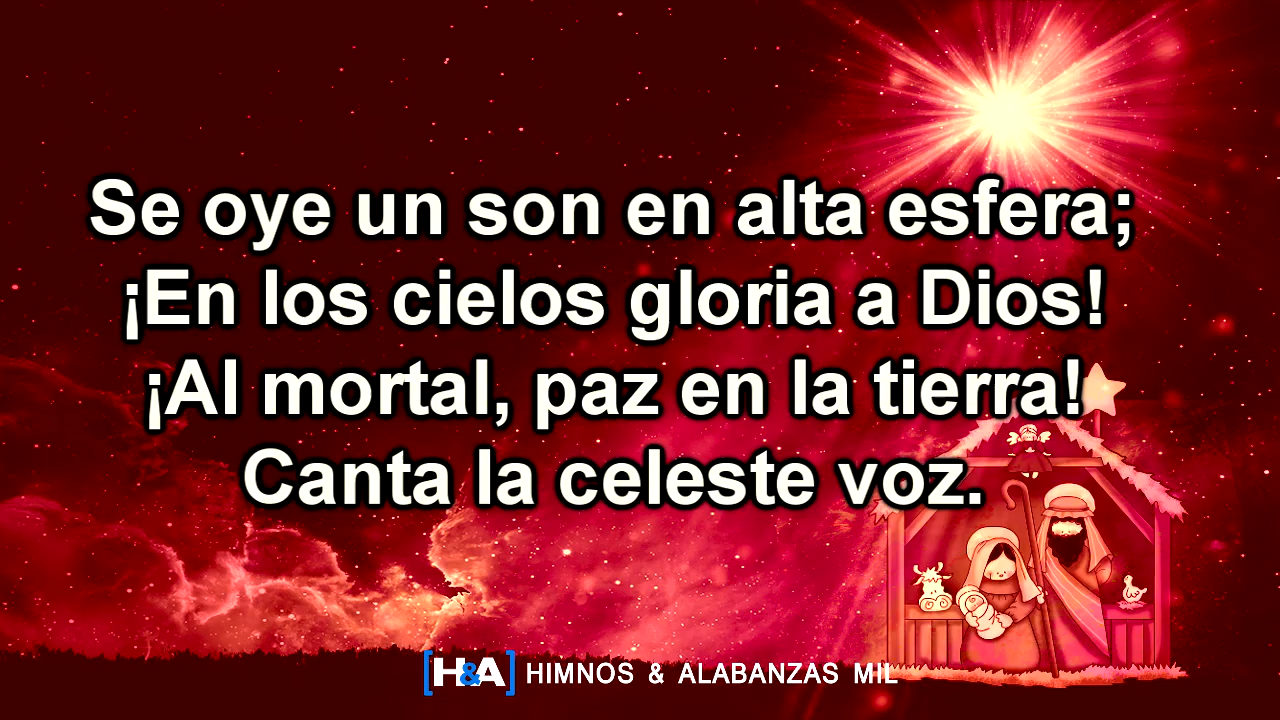 Se oye un son en alta esfera;
¡En los cielos gloria a Dios!
¡Al mortal, paz en la tierra!
Canta la celeste voz.
[H&A] HIMNOS & ALABANZAS MIL